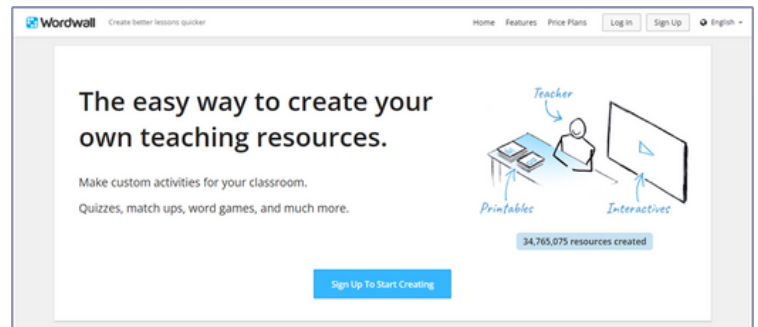 Wordwall Create better lessons quicker Home Features Price Plans Log In Sign Up English
The easy way to create your
own teaching resources.
Make custom activities for your classroom.
Quizzes, match ups, word games, and much more.
Teacher
Printables Interactives
34,765,075 resources created
Sign Up To Start Creating